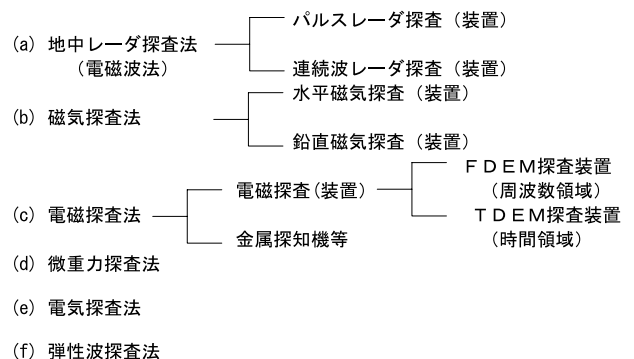 パルスレーダ探査（装置）
(a) 地中レーダ探査法
（電磁波法）
連続波レーダ探査（装置）
水平磁気探査（装置）
(b) 磁気探査法
鉛直磁気探査（装置）
ＦＤＥＭ探査装置
（周波数領域）
電磁探査(装置)
ＴＤＥＭ探査装置
（時間領域）
(c) 電磁探査法
金属探知機等
(d) 微重力探査法
(e) 電気探査法
(f) 弾性波探査法